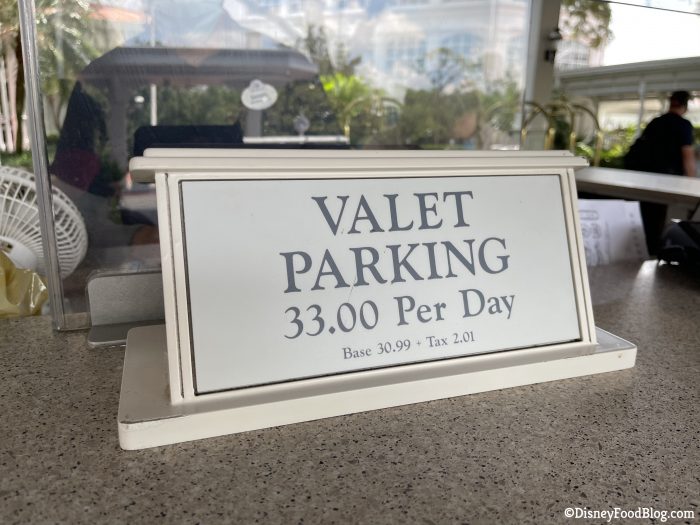 VALET
PARKING
33.00 Per Day
Base 30.99 + Tax 2.01
©DisneyFoodBlog.com